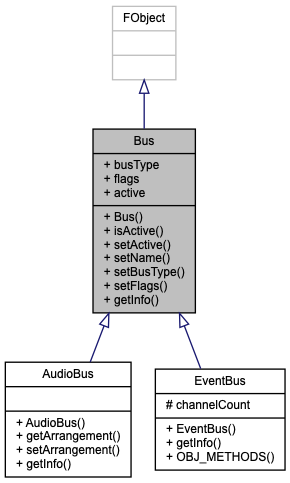 FObject
Bus
+ busType
+ flags
+ active
+ Bus()
+ isActive()
+ setActive()
+ setName()
+ setBusType()
+ setFlags()
+ getInfo()
AudioBus
+ AudioBus()
+ getArrangement()
+ setArrangement()
+ getInfo()
EventBus
# channelCount
+ EventBus()
+ getInfo()
+ OBJ_METHODS()